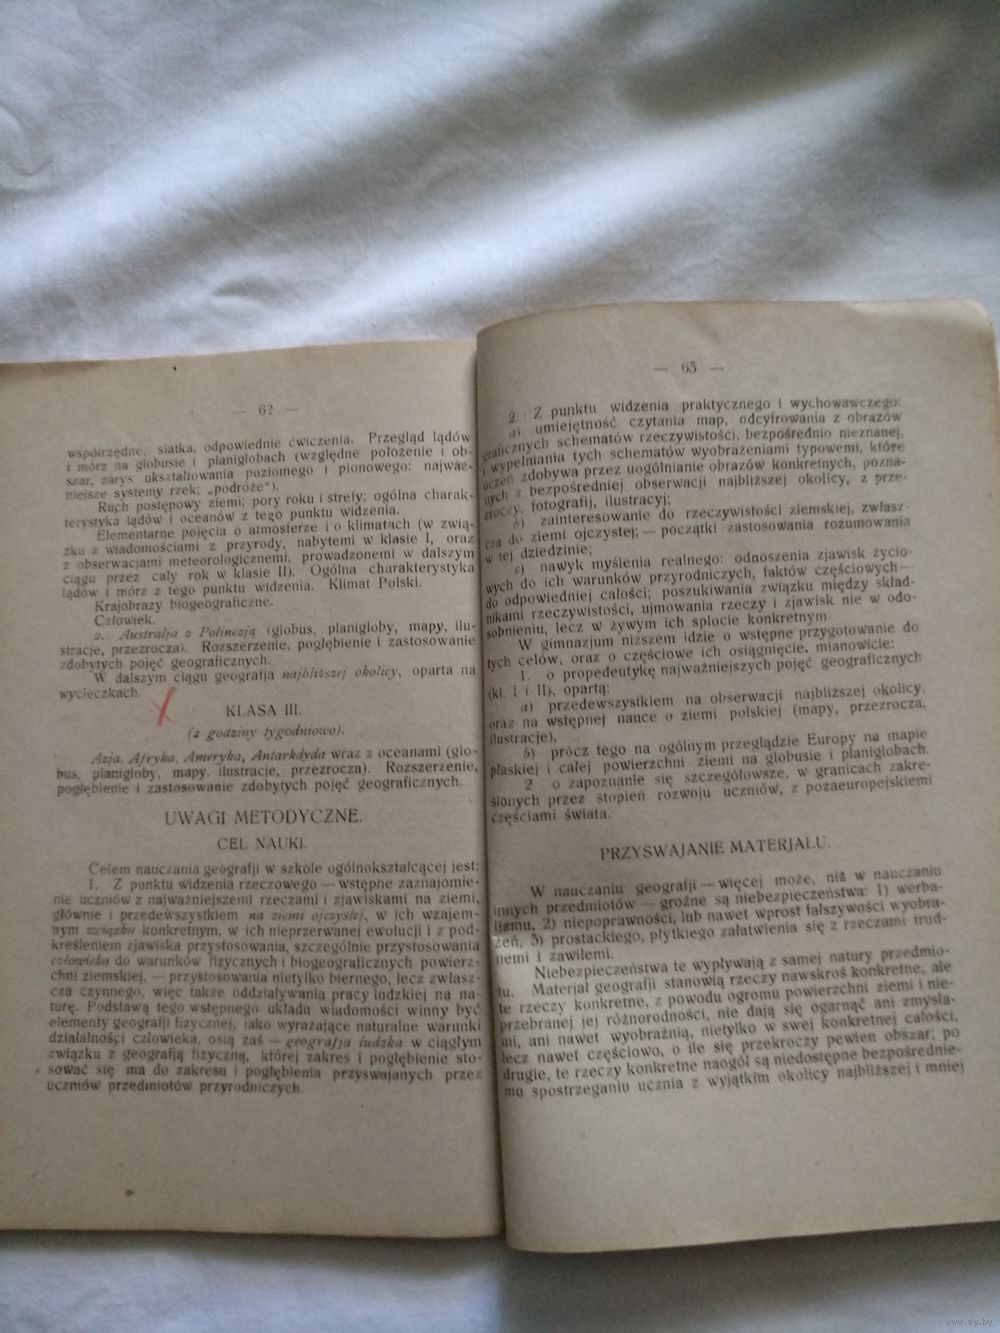 — 62 —
współrzędne, siatka, odpowiednie ćwiczenia. Przegląd lądów
i mórz na globusie i planiglobach (względne położenie i ob-
szar, zarys ukształtowania poziomego i pionowego: najważ-
niejsze systemy rzek; „podróże“).
Ruch postępowy ziemi; pory roku i strefy; ogólna charak-
terystyka lądów i oceanów z tego punktu widzenia.
Elementarne pojęcia o atmosferze i o klimatach (w zwią-
zku z wiadomościami z przyrody, nabytemi w klasie I, oraz
z obserwacjami meteorologicznemi, prowadzonemi w dalszym
ciągu przez cały rok w klasie II). Ogólna charakterystyka
lądów i mórz z tego punktu widzenia. Klimat Polski.
Krajobrazy biogeograficzne.
Człowiek.
2. Australja z Polinezją (globus, planigloby, mapy, ilu-
stracje, przezrocza). Rozszerzenie, pogłębienie i zastosowanie
zdobytych pojęć geograficznych.
W dalszym ciągu geografja najbliższej okolicy, oparta na
wycieczkach.
KLASA III.
(2 godziny tygodniowo).
Azja, Afryka, Ameryka, Antarktyda wraz z oceanami (glo-
bus, planigloby, mapy, ilustracje, przezrocza). Rozszerzenie,
pogłębienie i zastosowanie zdobytych pojęć geograficznych.
UWAGI METODYCZNE.
CEL NAUKI.
Celem nauczania geografji w szkole ogólnokształcącej jest:
1. Z punktu widzenia rzeczowego — wstępne zaznajomie-
nie uczniów z najważniejszemi rzeczami i zjawiskami na ziemi,
głównie i przedewszystkiem na ziemi ojczystej, w ich wzajem-
nym związku konkretnym, w ich nieprzerwanej ewolucji i z pod-
kreśleniem zjawiska przystosowania, szczególnie przystosowania
człowieka do warunków fizycznych i biogeograficznych powierz-
chni ziemskiej, — przystosowania nietylko biernego, lecz zwłasz-
cza czynnego, więc także oddziaływania pracy ludzkiej na na-
turę. Podstawą tego wstępnego układu wiadomości winny być
elementy geografji fizycznej, jako wyrażające naturalne warunki
działalności człowieka, osią zaś — geografja ludzka w ciągłym
związku z geografją fizyczną, której zakres i pogłębienie sto-
sować się ma do zakresu i pogłębienia przyswajanych przez
uczniów przedmiotów przyrodniczych.
— 63 —
2 Z punktu widzenia praktycznego i wychowawczego:
a) umiejętność czytania map, odcyfrowania z obrazów
graficznych schematów rzeczywistości, bezpośrednio nieznanej,
i wypełniania tych schematów wyobrażeniami typowemi, które
uczeń zdobywa przez uogólnianie obrazów konkretnych, pozna-
nych z bezpośredniej obserwacji najbliższej okolicy, z prze-
zroczy, fotografij, ilustracyj;
b) zainteresowanie do rzeczywistości ziemskiej, zwłasz-
cza do ziemi ojczystej; — początki zastosowania rozumowania
w tej dziedzinie;
c) nawyk myślenia realnego: odnoszenia zjawisk życio-
wych do ich warunków przyrodniczych, faktów częściowych —
do odpowiedniej całości; poszukiwania związku między skład-
nikami rzeczywistości, ujmowania rzeczy i zjawisk nie w odo-
sobnieniu, lecz w żywym ich splocie konkretnym
W gimnazjum niższem idzie o wstępne przygotowanie do
tych celów, oraz o częściowe ich osiągnięcie, mianowicie:
1. o propedeutykę najważniejszych pojęć geograficznych
(kl. I i II), opartą:
a) przedewszystkiem na obserwacji najbliższej okolicy,
oraz na wstępnej nauce o ziemi polskiej (mapy, przezrocza,
ilustracje),
b) prócz tego na ogólnym przeglądzie Europy na mapie
płaskiej i całej powierzchni ziemi na globusie i planiglobach.
2 o zapoznanie się szczegółowsze, w granicach zakre-
ślonych przez stopień rozwoju uczniów, z pozaeuropejskiemi
częściami świata.
PRZYSWAJANIE MATERJAŁU.
W nauczaniu geografji — więcej może, niż w nauczaniu
innych przedmiotów — groźne są niebezpieczeństwa: 1) werba-
lizmu, 2) niepoprawności, lub nawet wprost fałszywości wyobra-
żeń, 3) prostackiego, płytkiego załatwienia się z rzeczami trud-
nemi i zawiłemi.
Niebezpieczeństwa te wypływają z samej natury przedmio-
tu. Materjał geografji stanowią rzeczy nawskroś konkretne, ale
te rzeczy konkretne, z powodu ogromu powierzchni ziemi i nie-
przebranej jej różnorodności, nie dają się ogarnąć ani zmysła-
mi, ani nawet wyobraźnią, nietylko w swej konkretnej całości,
lecz nawet częściowo, o ile się przekroczy pewien obszar; po
drugie, te rzeczy konkretne naogół są niedostępne bezpośrednie-
mu spostrzeganiu ucznia z wyjątkim okolicy najbliższej i mniej
www.ay.by